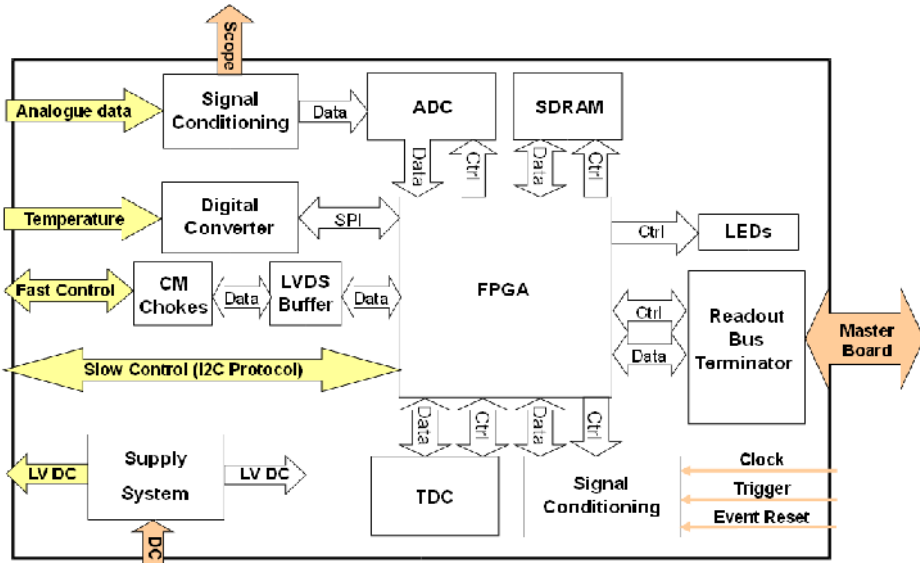 Scope
Analogue data
Signal
Conditioning
Data
ADC
SDRAM
Data
Ctrl
Data
Ctrl
Temperature
Digital
Converter
SPI
Ctrl
LEDs
Fast Control
CM
Chokes
Data
LVDS
Buffer
Data
FPGA
Ctrl
Data
Readout
Bus
Terminator
Master
Board
Slow Control (I2C Protocol)
Data
Ctrl
Data
Ctrl
LV DC
Supply
System
LV DC
TDC
Signal
Conditioning
Clock
Trigger
Event Reset
DC